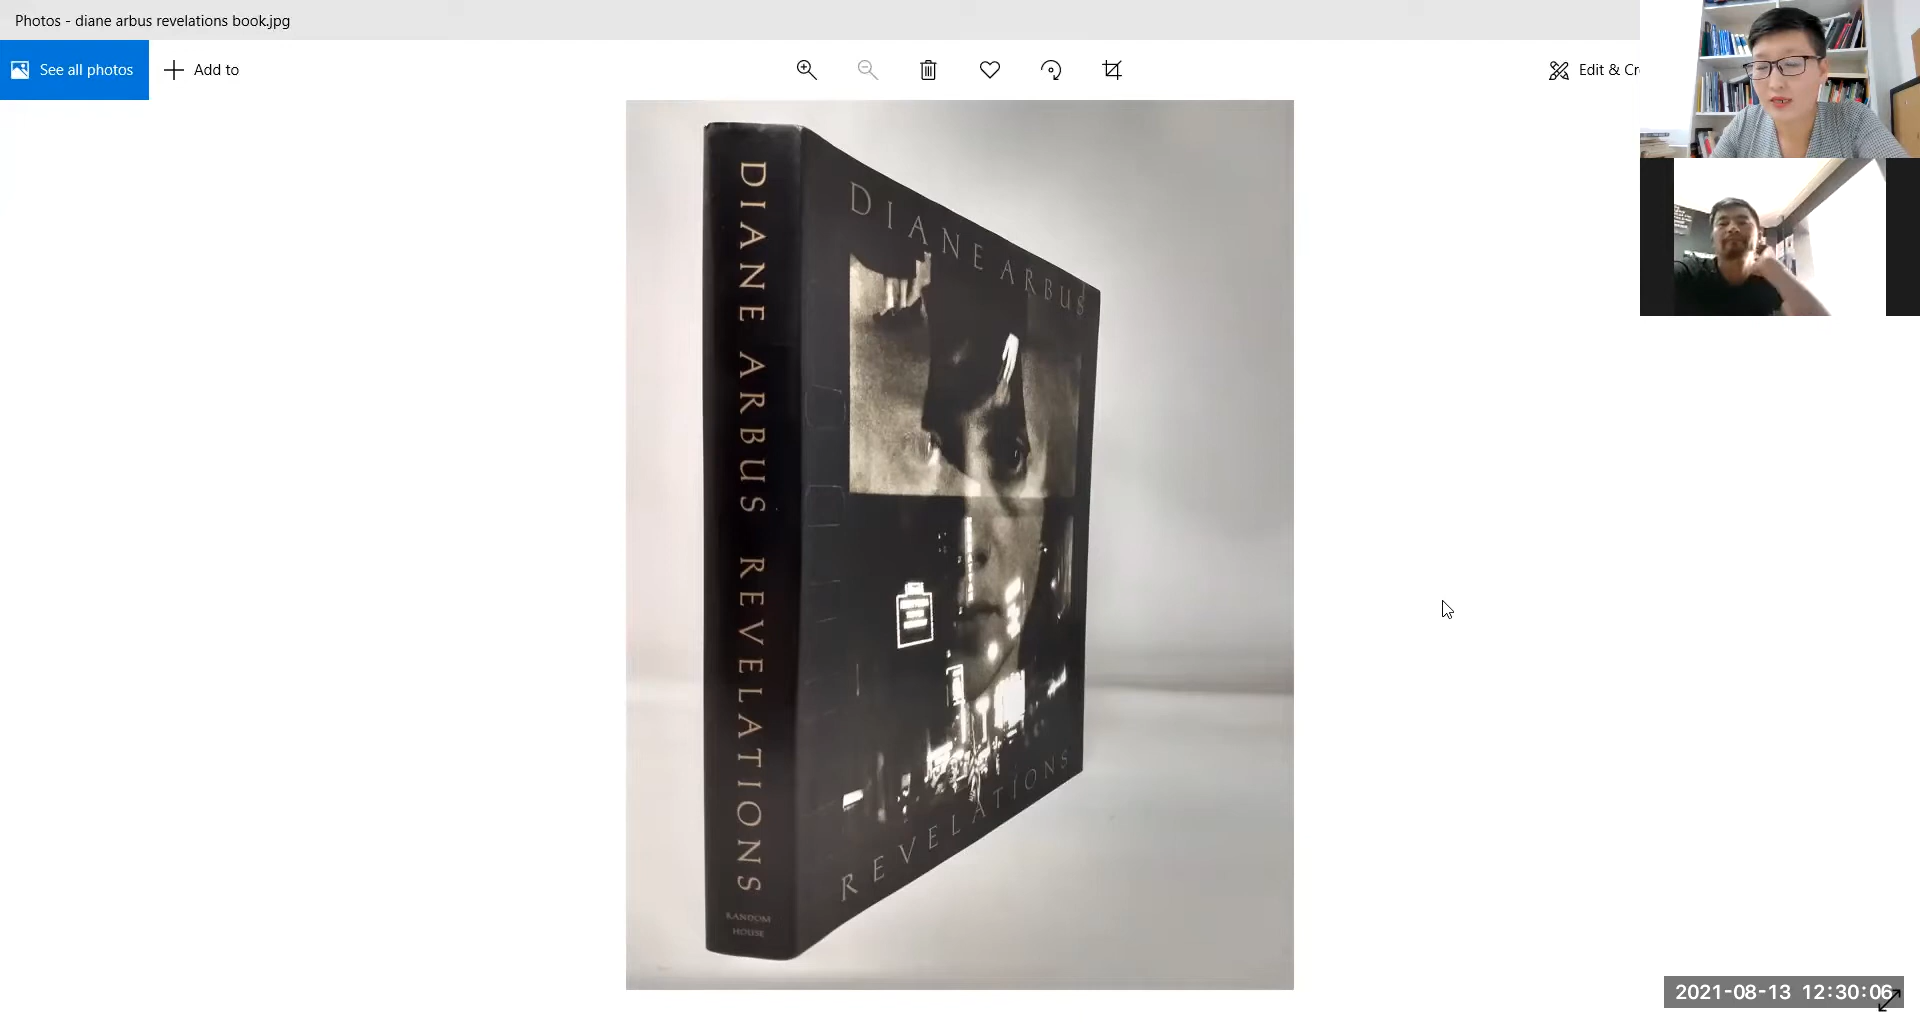 Photos - diane arbus revelations book.jpg
See all photos
Add to
Edit & Cr
DIANE ARBUS REVELATIONS
RANDOM
HOUSE
DIANE ARBUS
REVELATIONS
2021-08-13 12:30:06